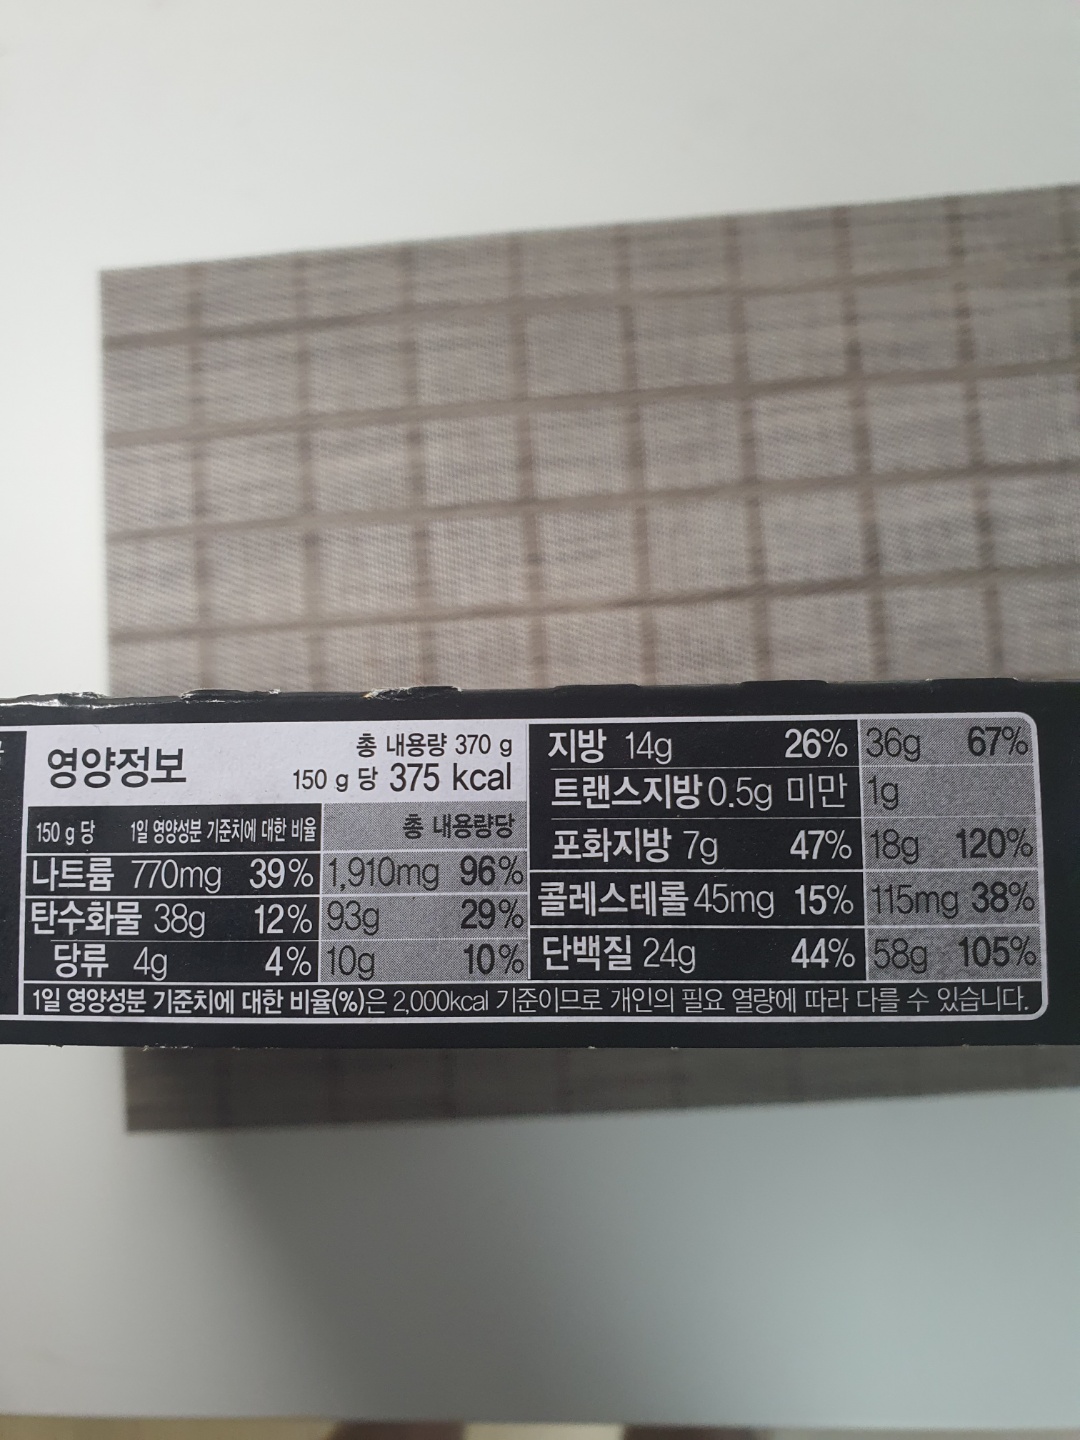 영양정보
총 내용량 370 g
150 g 당 375 kcal
150 g 당 1일 영양성분 기준치에 대한 비율 총 내용량당
나트륨 770mg 39% 1,910mg 96%
탄수화물 38g 12% 93g 29%
당류 4g 4% 10g 10%
지방 14g 26% 36g 67%
트랜스지방 0.5g 미만 1g
포화지방 7g 47% 18g 120%
콜레스테롤 45mg 15% 115mg 38%
단백질 24g 44% 58g 105%
1일 영양성분 기준치에 대한 비율(%)은 2,000kcal 기준이므로 개인의 필요 열량에 따라 다를 수 있습니다.